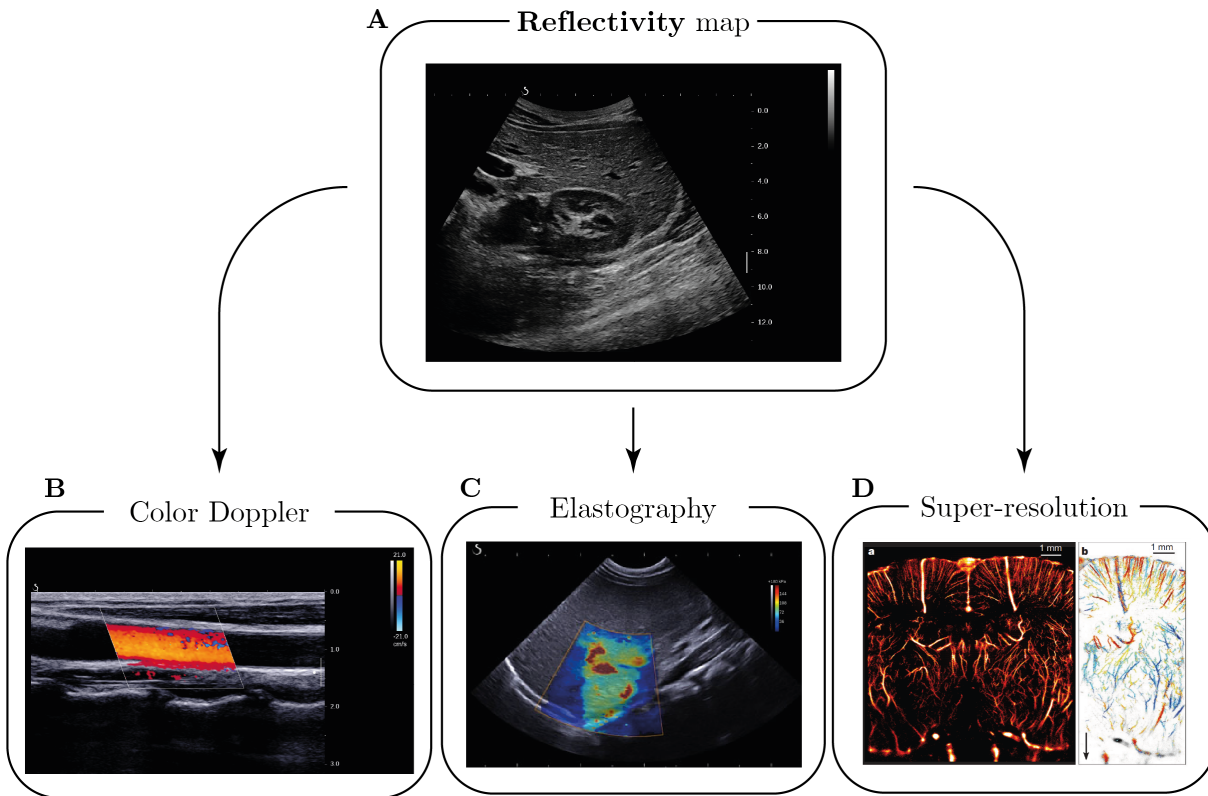 A
Reflectivity map
0.0
2.0
4.0
6.0
8.0
10.0
12.0
B
Color Doppler
21.0
-21.0
cm/s
0.0
1.0
2.0
3.0
C
Elastography
D
Super-resolution
a
1 mm
b
1 mm